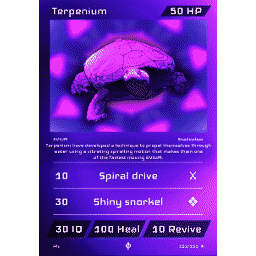 Terpenium
50 HP
Terpenium have developed a technique to propel themselves through
water using a vibrating spiraling motion that makes them one
of the fastest moving
10 Spiral drive
30 Shiny snorkel
30 IQ 100 Heal 10 Revive